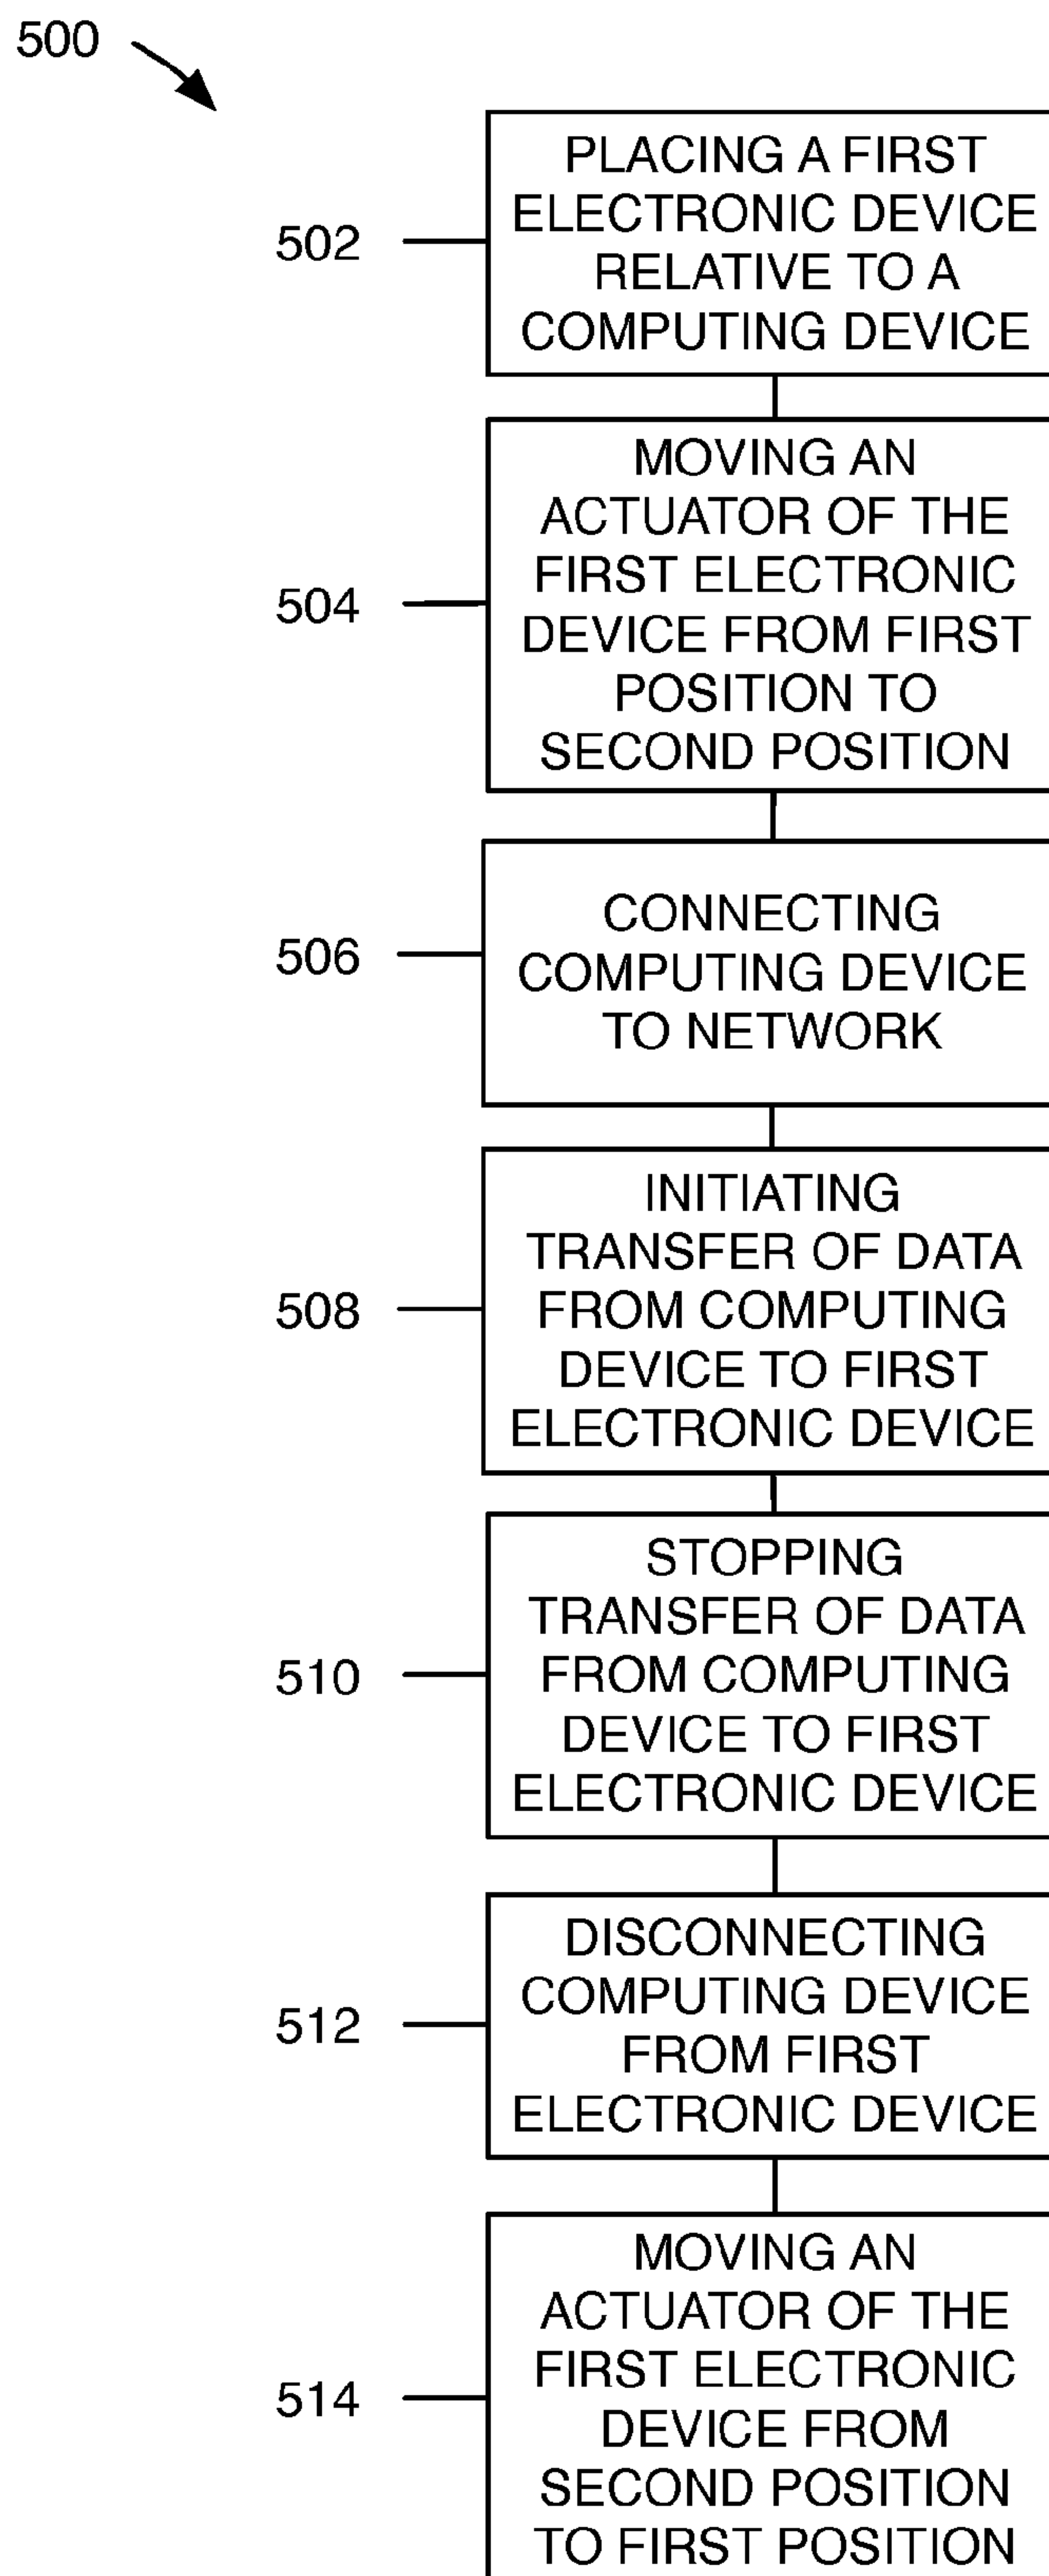 500
PLACING A FIRST
ELECTRONIC DEVICE
RELATIVE TO A
COMPUTING DEVICE
502
MOVING AN
ACTUATOR OF THE
FIRST ELECTRONIC
DEVICE FROM FIRST
POSITION TO
SECOND POSITION
504
CONNECTING
COMPUTING DEVICE
TO NETWORK
506
INITIATING
TRANSFER OF DATA
FROM COMPUTING
DEVICE TO FIRST
ELECTRONIC DEVICE
508
STOPPING
TRANSFER OF DATA
FROM COMPUTING
DEVICE TO FIRST
ELECTRONIC DEVICE
510
DISCONNECTING
COMPUTING DEVICE
FROM FIRST
ELECTRONIC DEVICE
512
MOVING AN
ACTUATOR OF THE
FIRST ELECTRONIC
DEVICE FROM
SECOND POSITION
TO FIRST POSITION
514